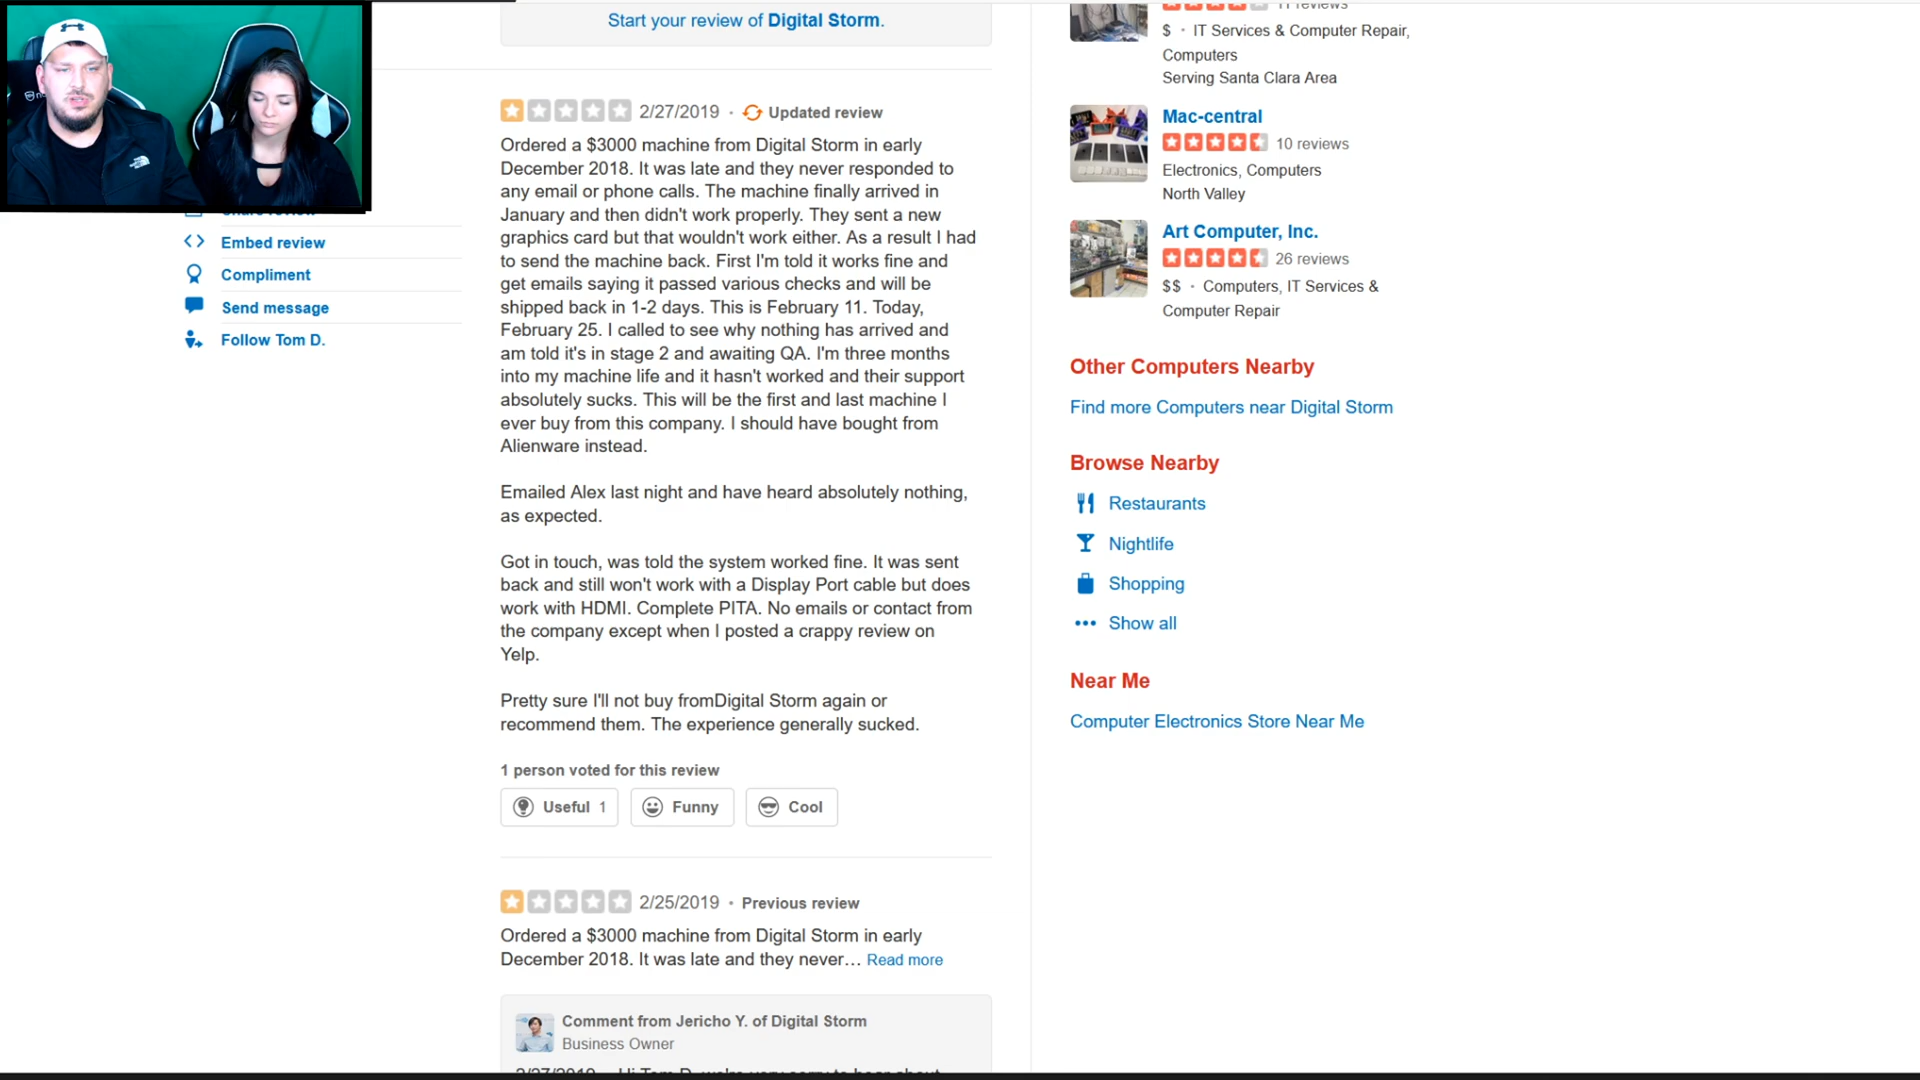 Start your review of Digital Storm.
2/27/2019 · Updated review
Ordered a $3000 machine from Digital Storm in early
December 2018. It was late and they never responded to
any email or phone calls. The machine finally arrived in
January and then didn't work properly. They sent a new
graphics card but that wouldn't work either. As a result I had
to send the machine back. First I'm told it works fine and
get emails saying it passed various checks and will be
shipped back in 1-2 days. This is February 11. Today,
February 25. I called to see why nothing has arrived and
am told it's in stage 2 and awaiting QA. I'm three months
into my machine life and it hasn't worked and their support
absolutely sucks. This will be the first and last machine I
ever buy from this company. I should have bought from
Alienware instead.
Emailed Alex last night and have heard absolutely nothing,
as expected.
Got in touch, was told the system worked fine. It was sent
back and still won't work with a Display Port cable but does
work with HDMI. Complete PITA. No emails or contact from
the company except when I posted a crappy review on
Yelp.
Pretty sure I'll not buy fromDigital Storm again or
recommend them. The experience generally sucked.
1 person voted for this review
Useful 1
Funny
Cool
2/25/2019 · Previous review
Ordered a $3000 machine from Digital Storm in early
December 2018. It was late and they never… Read more
Comment from Jericho Y. of Digital Storm
Business Owner
Embed review
Compliment
Send message
Follow Tom D.
11 reviews
$ · IT Services & Computer Repair,
Computers
Serving Santa Clara Area
Mac-central
10 reviews
Electronics, Computers
North Valley
Art Computer, Inc.
26 reviews
$$ · Computers, IT Services &
Computer Repair
Other Computers Nearby
Find more Computers near Digital Storm
Browse Nearby
Restaurants
Nightlife
Shopping
Show all
Near Me
Computer Electronics Store Near Me